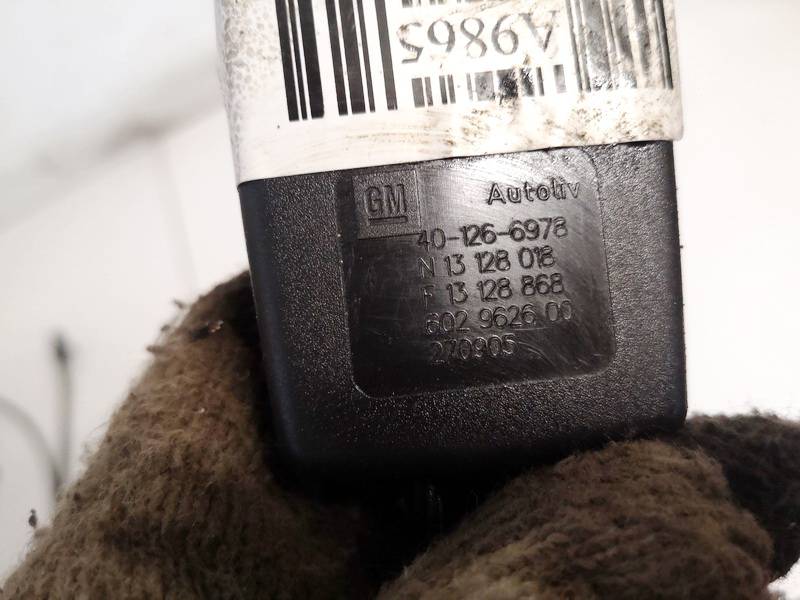 A9865
GM Autoliv
40-126-6978
N 13 128 018
F 13 128 868
602 9626 00
270905